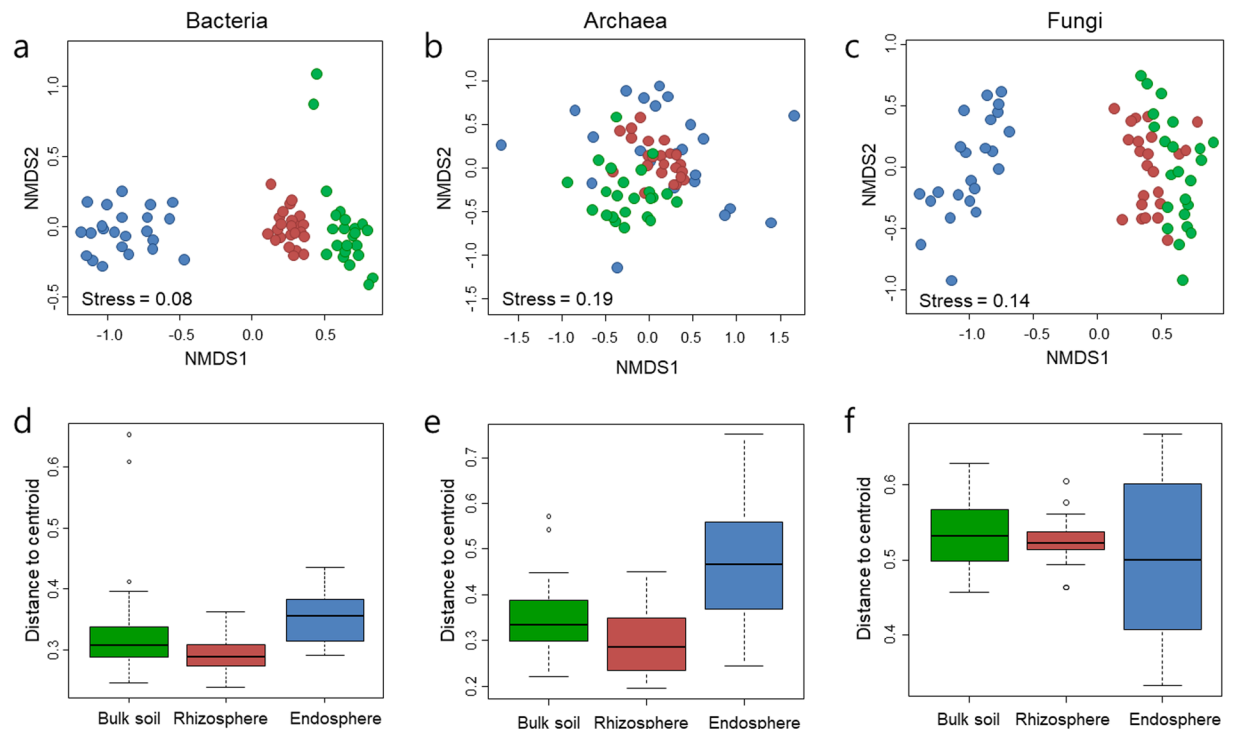 Bacteria
Archaea
Fungi
a
b
c
NMDS2
1.0
0.5
0.0
-0.5
Stress = 0.08
-1.0
-0.5
0.0
0.5
NMDS1
NMDS2
1.0
0.5
0.0
-0.5
-1.0
-1.5
Stress = 0.19
-1.5
-1.0
-0.5
0.0
0.5
1.0
1.5
NMDS1
NMDS2
1.0
0.5
0.0
-0.5
-1.0
Stress = 0.14
-1.0
-0.5
0.0
0.5
NMDS1
d
e
f
Distance to centroid
0.6
0.5
0.4
0.3
Bulk soil Rhizosphere Endosphere
Distance to centroid
0.7
0.6
0.5
0.4
0.3
0.2
Bulk soil Rhizosphere Endosphere
Distance to centroid
0.6
0.5
0.4
Bulk soil Rhizosphere Endosphere